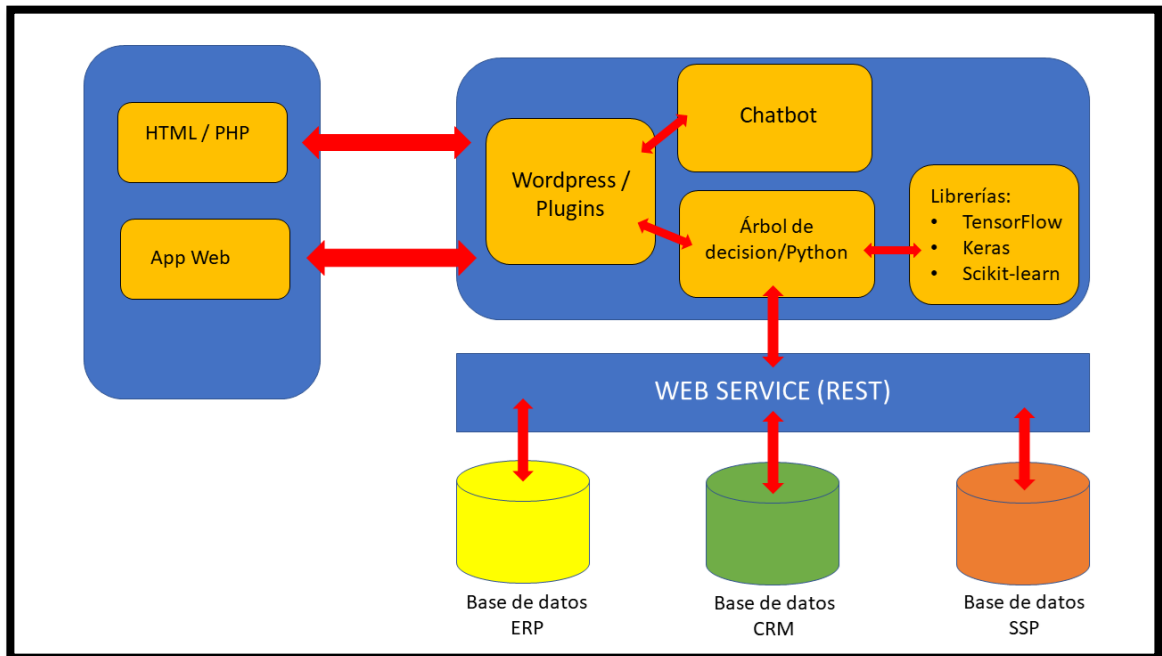 HTML / PHP
App Web
Wordpress /
Plugins
Chatbot
Árbol de
decision/Python
Librerías:
• TensorFlow
• Keras
• Scikit-learn
WEB SERVICE (REST)
Base de datos
ERP
Base de datos
CRM
Base de datos
SSP